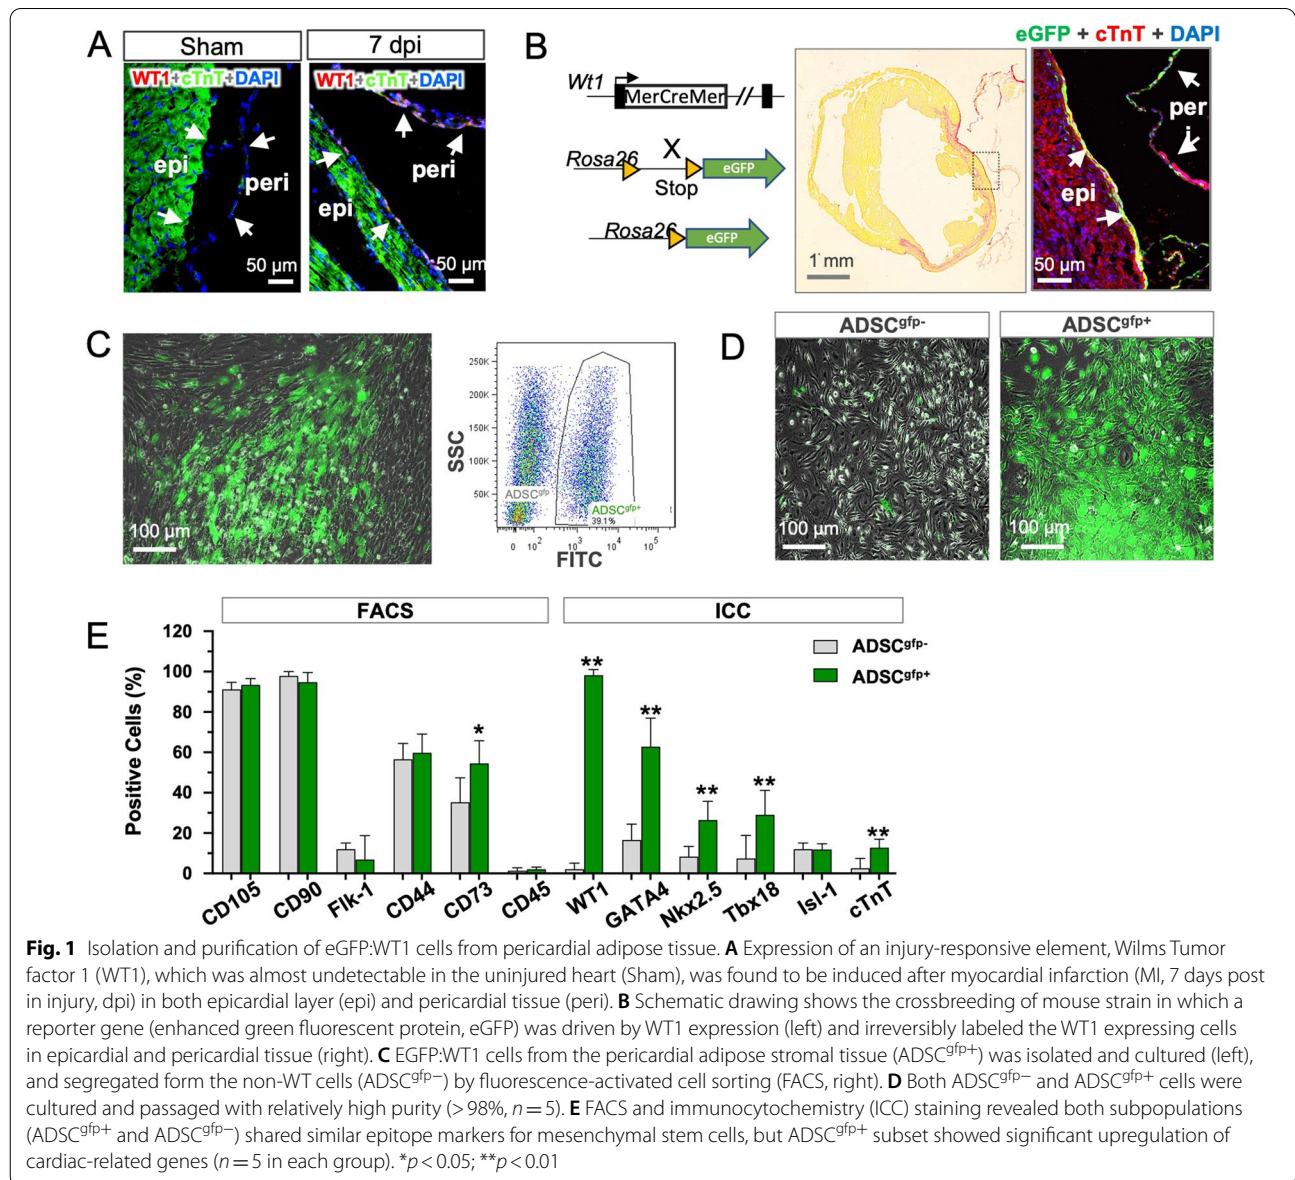 A
Sham
7 dpi
WT1+cTnT+DAPI
WT1+cTnT+DAPI
epi
peri
peri
epi
50 µm
50 µm
B
eGFP + cTnT + DAPI
Wt1
MerCreMer
Rosa26
X
Stop
eGFP
Rosa26
eGFP
1 mm
per
i
epi
50 µm
C
100 µm
SSC
250K
200K
150K
100K
50K
ADSCgfp-
ADSCgfp+
39.1%
0 10² 10³ 10⁴ 10⁵
FITC
D
ADSCgfp-
ADSCgfp+
100 µm
100 µm
E
FACS
ICC
Positive Cells (%)
120
100
80
60
40
20
0
ADSCgfp-
ADSCgfp+
* ** ** ** ** **
CD105 CD90 Flk-1 CD44 CD73 CD45 WT1 GATA4 Nkx2.5 Tbx18 Isl-1 cTnT
Fig. 1 Isolation and purification of eGFP:WT1 cells from pericardial adipose tissue. A Expression of an injury-responsive element, Wilms Tumor
factor 1 (WT1), which was almost undetectable in the uninjured heart (Sham), was found to be induced after myocardial infarction (MI, 7 days post
in injury, dpi) in both epicardial layer (epi) and pericardial tissue (peri). B Schematic drawing shows the crossbreeding of mouse strain in which a
reporter gene (enhanced green fluorescent protein, eGFP) was driven by WT1 expression (left) and irreversibly labeled the WT1 expressing cells
in epicardial and pericardial tissue (right). C EGFP:WT1 cells from the pericardial adipose stromal tissue (ADSCgfp+) was isolated and cultured (left),
and segregated form the non-WT cells (ADSCgfp−) by fluorescence-activated cell sorting (FACS, right). D Both ADSCgfp− and ADSCgfp+ cells were
cultured and passaged with relatively high purity (> 98%, n = 5). E FACS and immunocytochemistry (ICC) staining revealed both subpopulations
(ADSCgfp+ and ADSCgfp−) shared similar epitope markers for mesenchymal stem cells, but ADSCgfp+ subset showed significant upregulation of
cardiac-related genes (n = 5 in each group). *p < 0.05; **p < 0.01